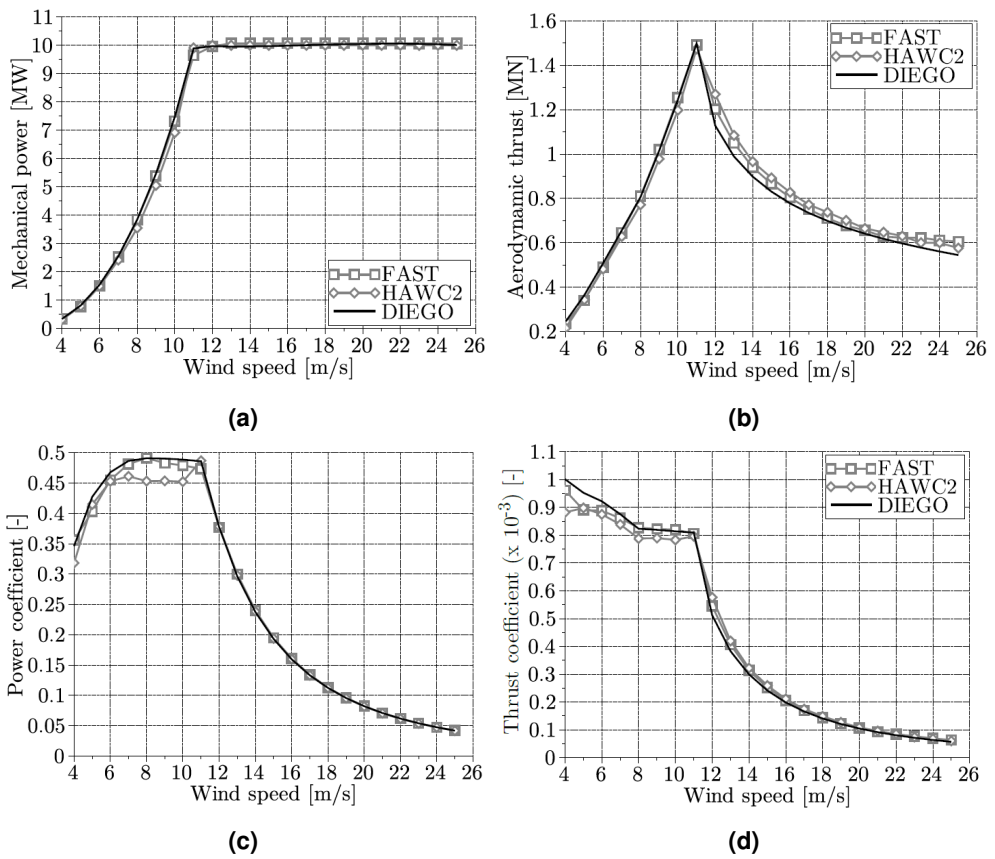 Mechanical power [MW]
11
10
9
8
7
6
5
4
3
2
1
0
FAST
HAWC2
DIEGO
4 6 8 10 12 14 16 18 20 22 24 26
Wind speed [m/s]
(a)
Aerodynamic thrust [MN]
1.6
1.4
1.2
1
0.8
0.6
0.4
0.2
FAST
HAWC2
DIEGO
4 6 8 10 12 14 16 18 20 22 24 26
Wind speed [m/s]
(b)
Power coefficient [-]
0.5
0.45
0.4
0.35
0.3
0.25
0.2
0.15
0.1
0.05
0
4 6 8 10 12 14 16 18 20 22 24 26
Wind speed [m/s]
(c)
Thrust coefficient (x 10⁻³) [-]
1.1
1
0.9
0.8
0.7
0.6
0.5
0.4
0.3
0.2
0.1
0
FAST
HAWC2
DIEGO
4 6 8 10 12 14 16 18 20 22 24 26
Wind speed [m/s]
(d)